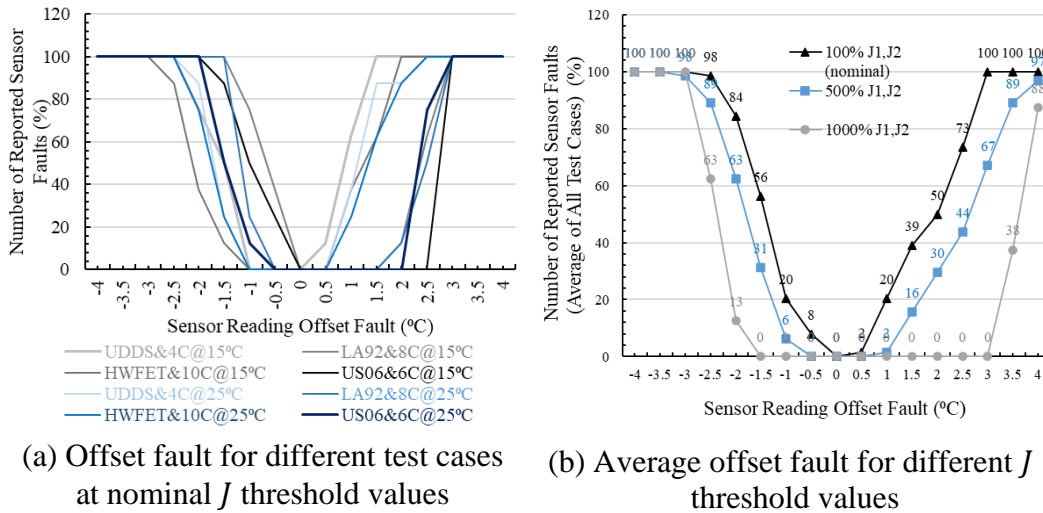 Number of Reported Sensor
Faults (%)
120
100
80
60
40
20
0
-4
-3.5
-3
-2.5
-2
-1.5
-1
-0.5
0
0.5
1
1.5
2
2.5
3
3.5
4
Sensor Reading Offset Fault (ºC)
UDDS&4C@15ºC
LA92&8C@15ºC
HWFET&10C@15ºC
US06&6C@15ºC
UDDS&4C@25ºC
LA92&8C@25ºC
HWFET&10C@25ºC
US06&6C@25ºC
(a) Offset fault for different test cases
at nominal J threshold values
Number of Reported Sensor Faults
(Average of All Test Cases) (%)
120
100
80
60
40
20
0
100 100 100 98 98 84 56 20 8 0 2 20 39 50 73 100 100 100
89 63 31 6 0 0 0 2 16 30 44 67 89 97
63 13 0 0 0 0 0 0 0 0 0 0 38 88
100% J1,J2
(nominal)
500% J1,J2
1000% J1,J2
-4 -3.5 -3 -2.5 -2 -1.5 -1 -0.5 0 0.5 1 1.5 2 2.5 3 3.5 4
Sensor Reading Offset Fault (ºC)
(b) Average offset fault for different J
threshold values